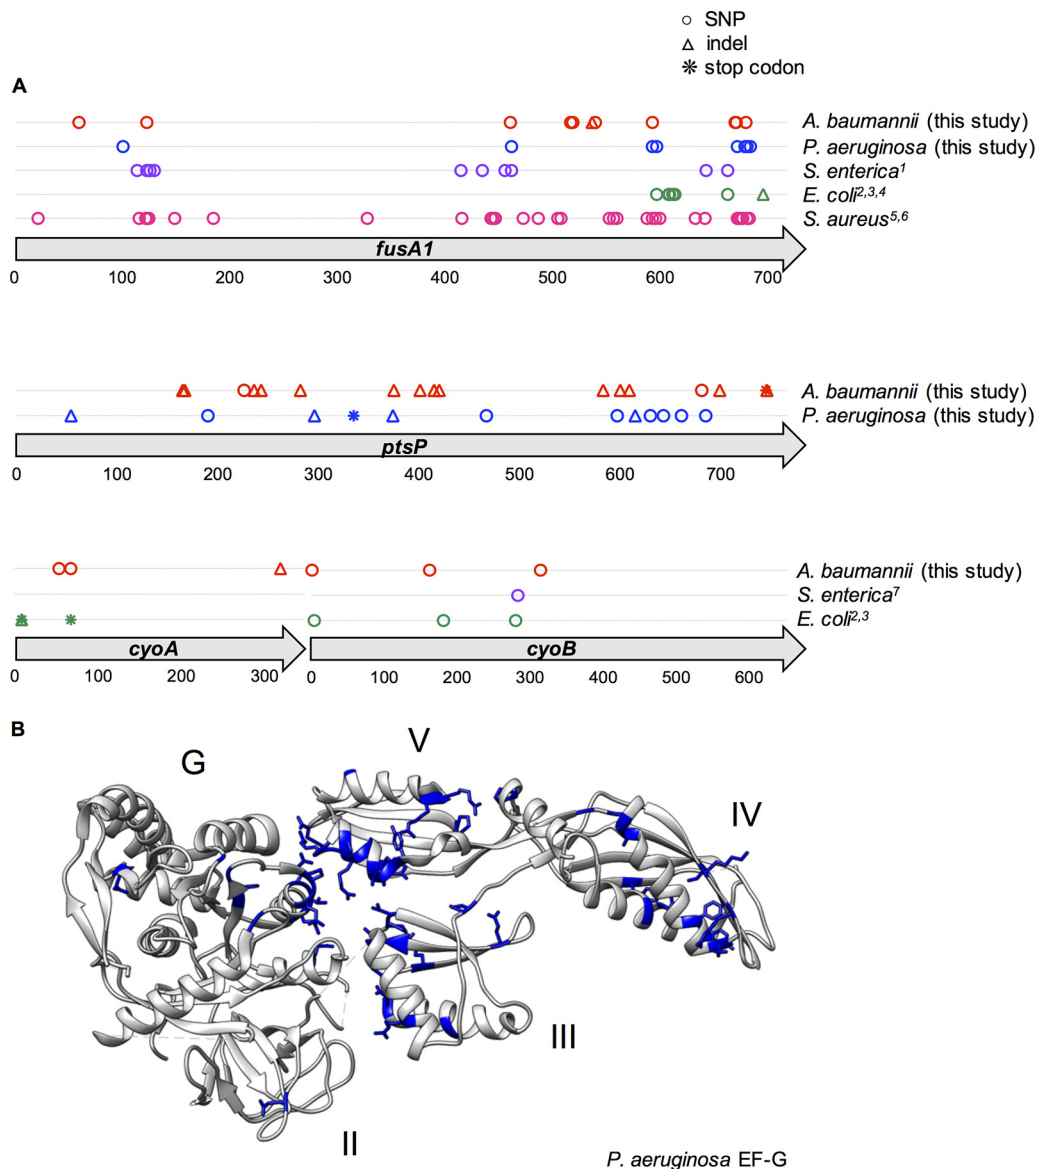 SNP
indel
stop codon
A
A. baumannii (this study)
P. aeruginosa (this study)
S. enterica¹
E. coli²,³,⁴
S. aureus⁵,⁶
fusA1
0 100 200 300 400 500 600 700
A. baumannii (this study)
P. aeruginosa (this study)
ptsP
0 100 200 300 400 500 600 700
A. baumannii (this study)
S. enterica⁷
E. coli²,³
cyoA cyoB
0 100 200 300 0 100 200 300 400 500 600
B
G
V
IV
III
II
P. aeruginosa EF-G